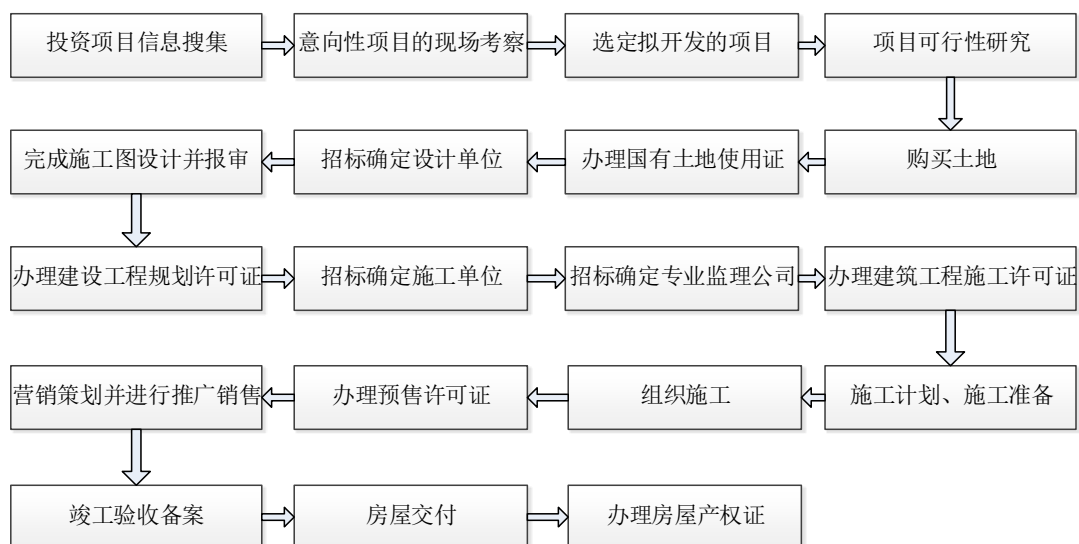 投资项目信息搜集
意向性项目的现场考察
选定拟开发的项目
项目可行性研究
购买土地
办理国有土地使用证
招标确定设计单位
完成施工图设计并报审
办理建设工程规划许可证
招标确定施工单位
招标确定专业监理公司
办理建筑工程施工许可证
施工计划、施工准备
组织施工
办理预售许可证
营销策划并进行推广销售
竣工验收备案
房屋交付
办理房屋产权证